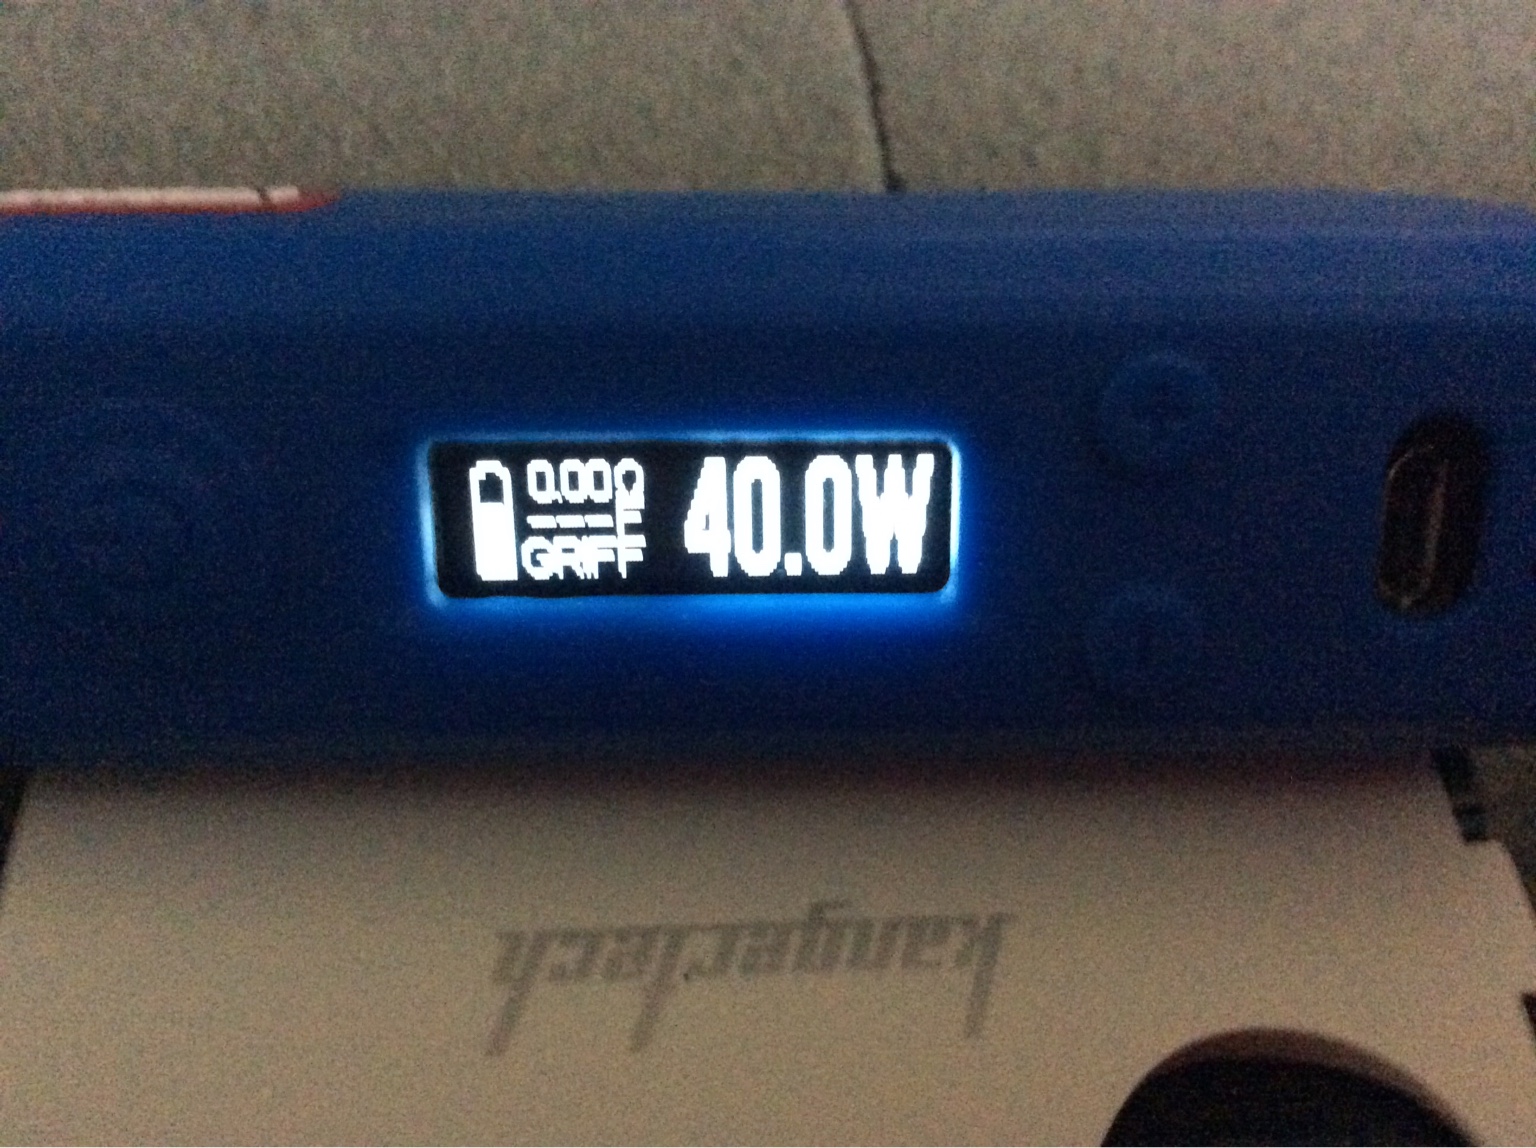 0.00Ω
---F
GRIFF
40.0W
kangertech